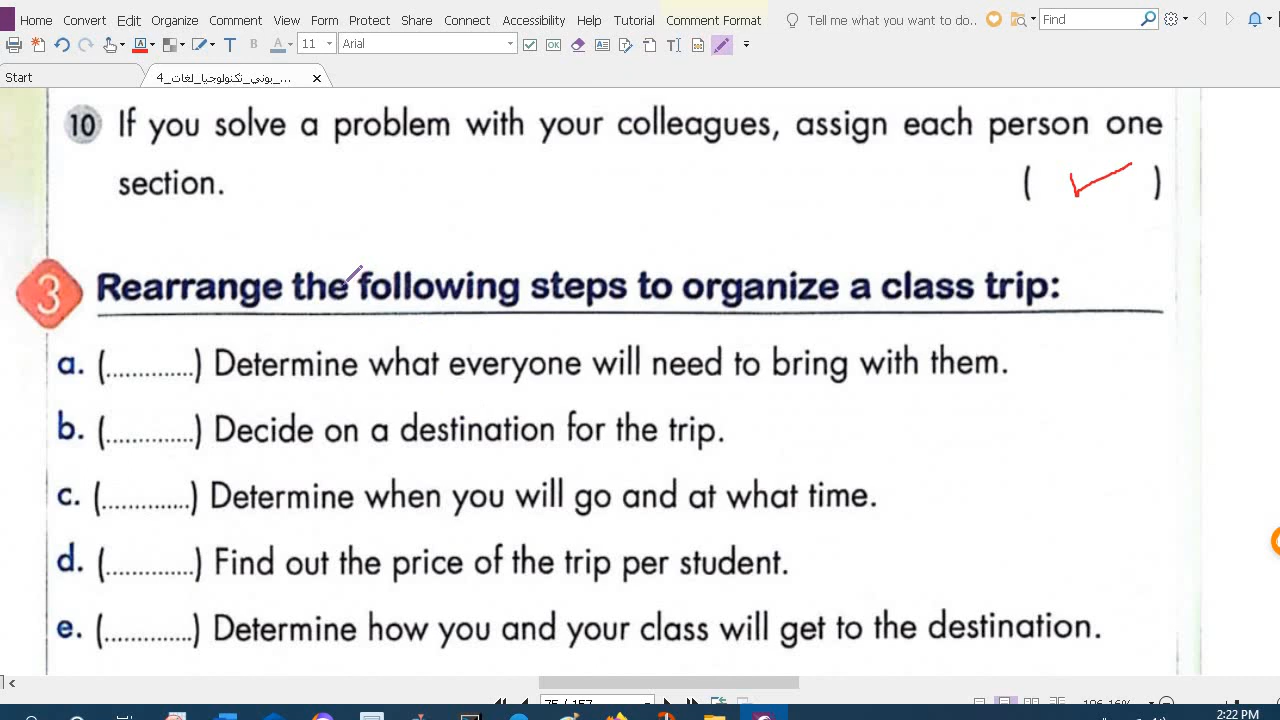 Home Convert Edit Organize Comment View Form Protect Share Connect Accessibility Help Tutorial Comment Format Tell me what you want to do.. Find
11 Arial
Start 4_بوني_تكنولوجيا_لغات_...
10 If you solve a problem with your colleagues, assign each person one
section. ( ✓ )
3 Rearrange the following steps to organize a class trip:
a. (.............) Determine what everyone will need to bring with them.
b. (.............) Decide on a destination for the trip.
c. (.............) Determine when you will go and at what time.
d. (.............) Find out the price of the trip per student.
e. (.............) Determine how you and your class will get to the destination.
75 / 157
2:22 PM